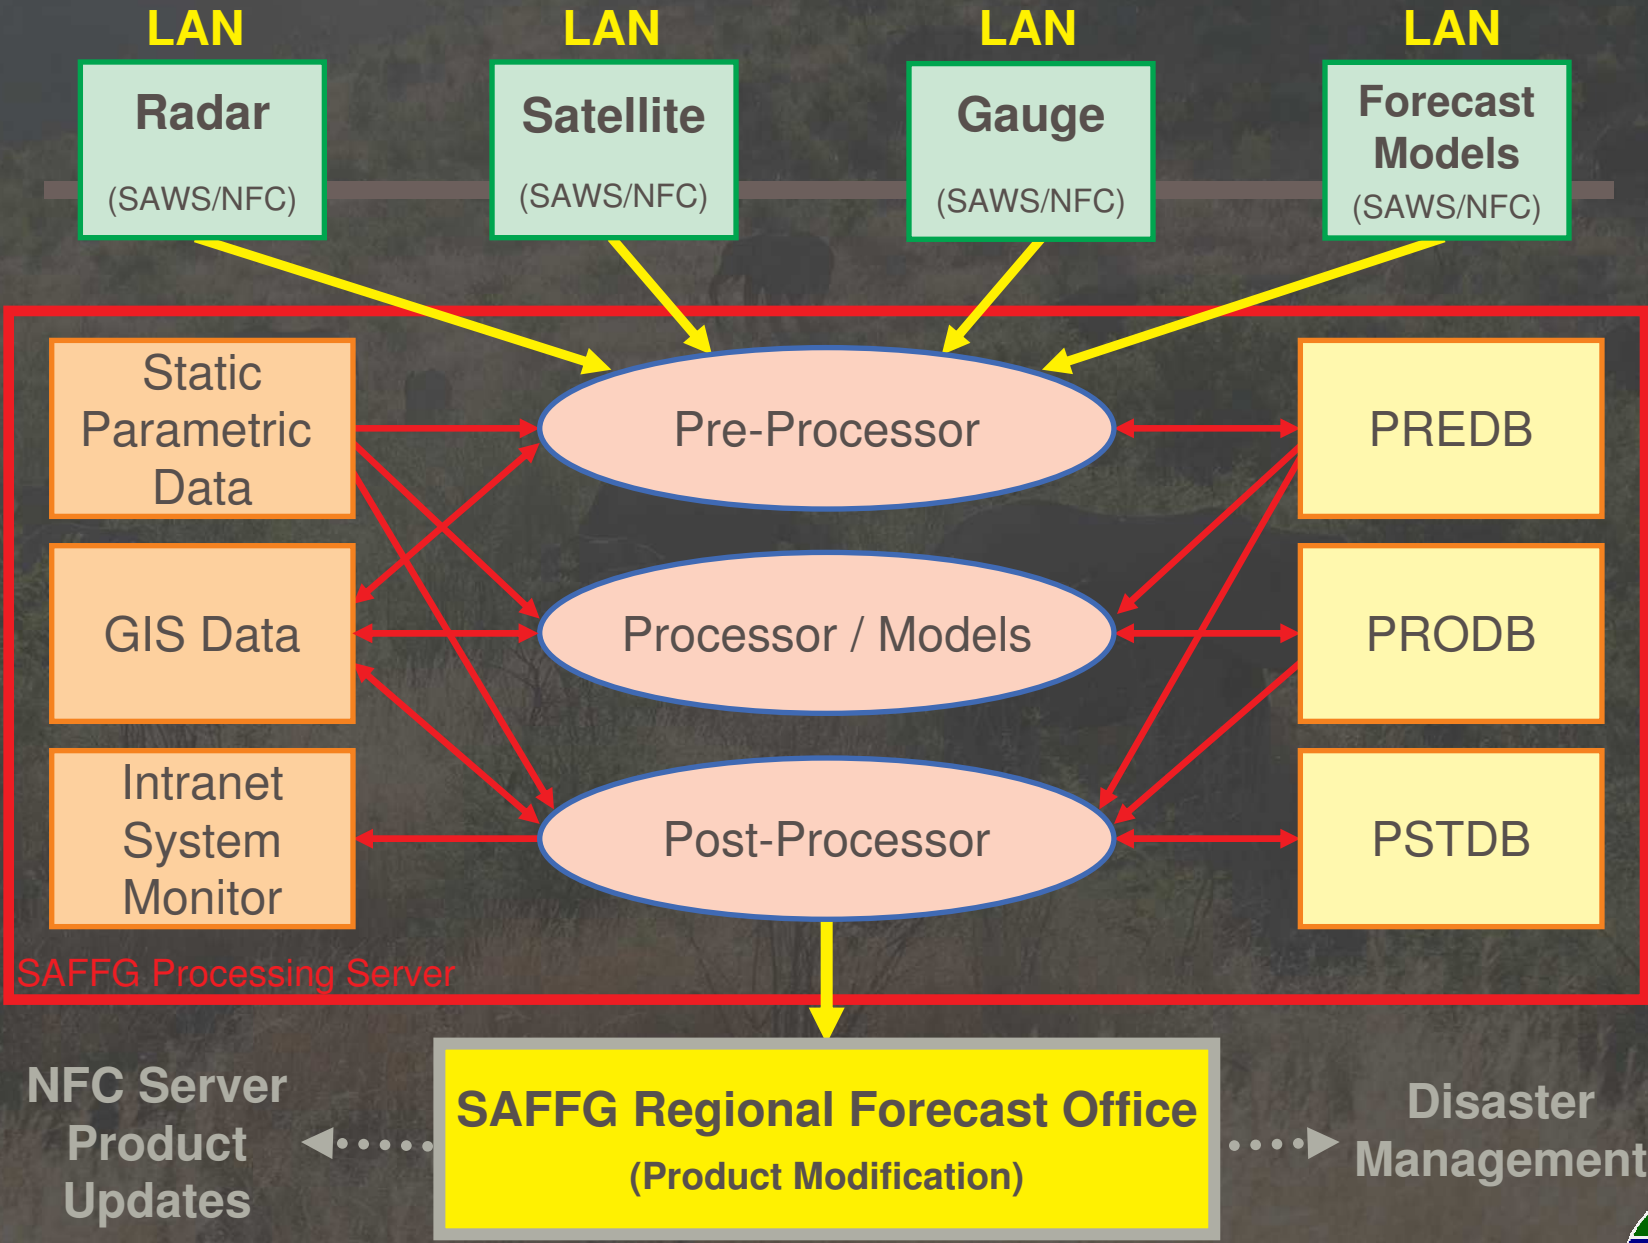 LAN
LAN
LAN
LAN
Radar
(SAWS/NFC)
Satellite
(SAWS/NFC)
Gauge
(SAWS/NFC)
Forecast
Models
(SAWS/NFC)
Static
Parametric
Data
Pre-Processor
PREDB
GIS Data
Processor / Models
PRODB
Intranet
System
Monitor
Post-Processor
PSTDB
SAFFG Processing Server
NFC Server
Product
Updates
SAFFG Regional Forecast Office
(Product Modification)
Disaster
Management